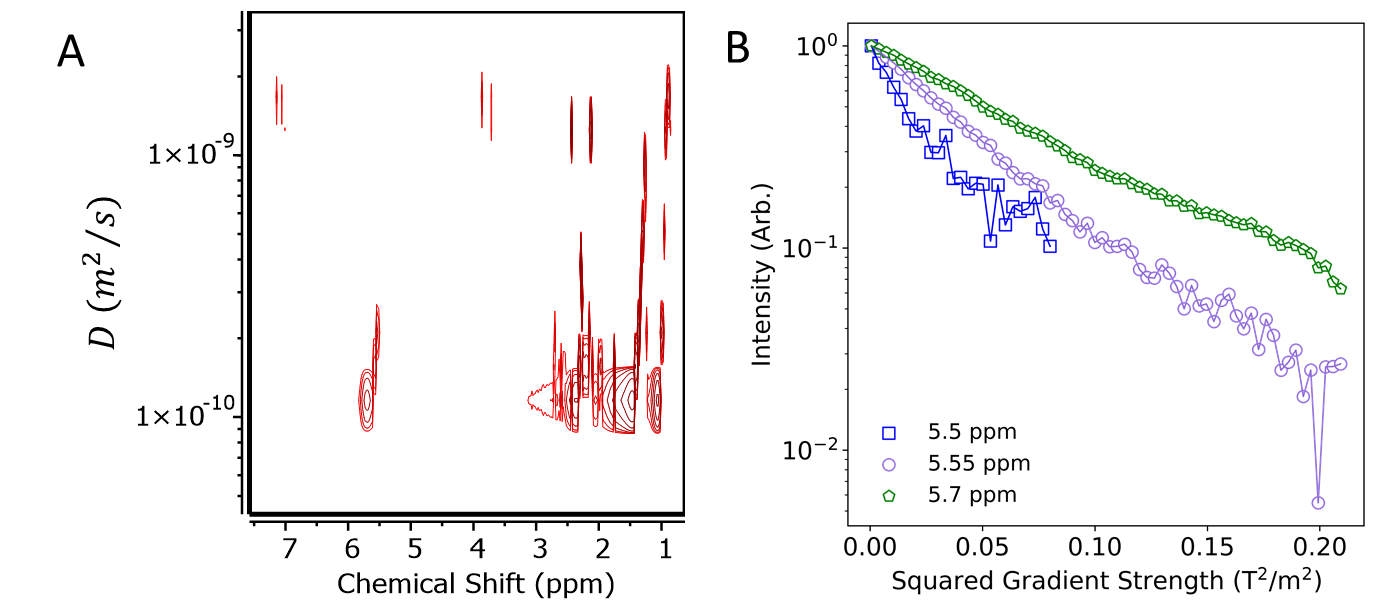 A
1×10⁻⁹
1×10⁻¹⁰
D (m²/s)
7 6 5 4 3 2 1
Chemical Shift (ppm)
B
10⁰
10⁻¹
10⁻²
Intensity (Arb.)
5.5 ppm
5.55 ppm
5.7 ppm
0.00 0.05 0.10 0.15 0.20
Squared Gradient Strength (T²/m²)